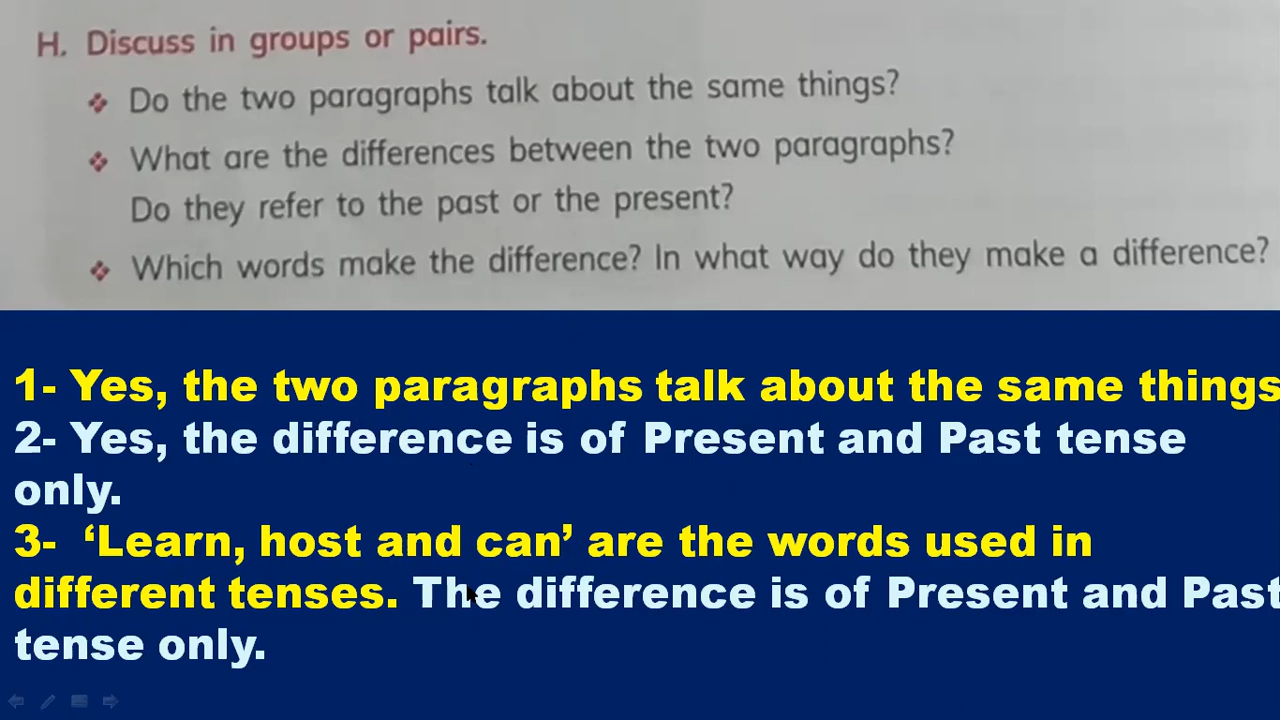 H. Discuss in groups or pairs.
❖ Do the two paragraphs talk about the same things?
❖ What are the differences between the two paragraphs?
Do they refer to the past or the present?
❖ Which words make the difference? In what way do they make a difference?
1- Yes, the two paragraphs talk about the same things
2- Yes, the difference is of Present and Past tense
only.
3- ‘Learn, host and can’ are the words used in
different tenses. The difference is of Present and Past
tense only.